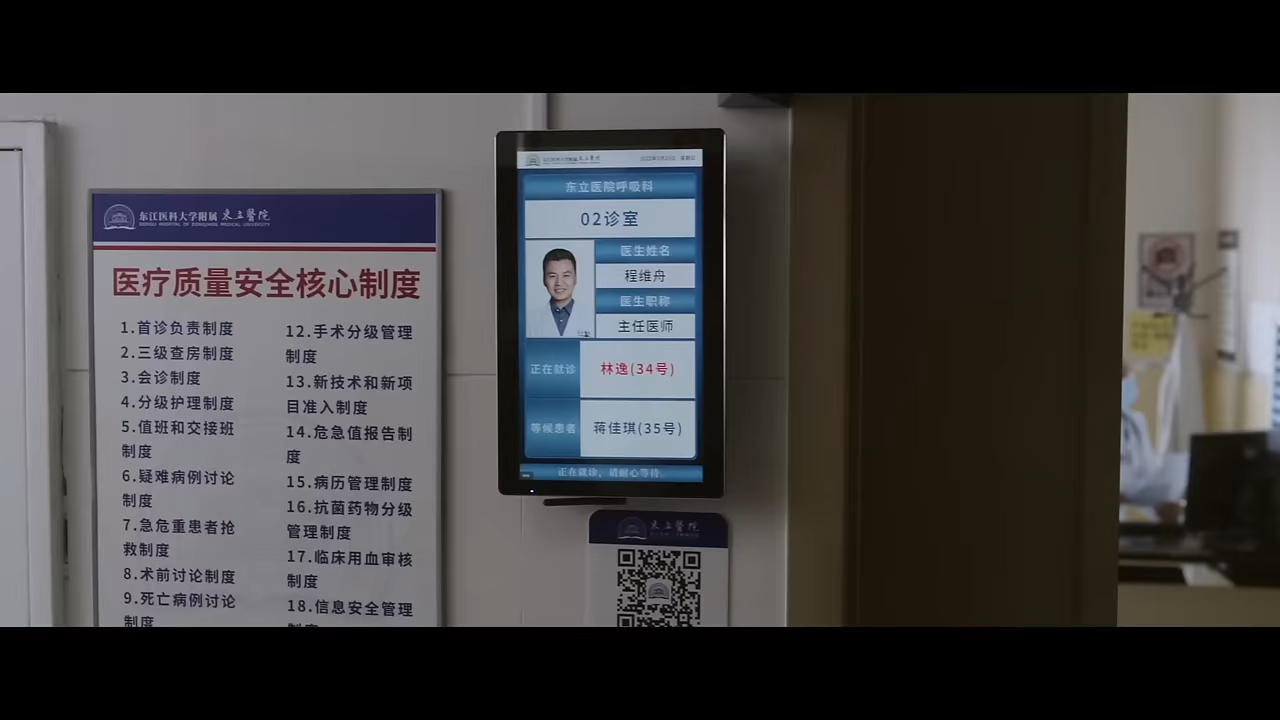 东江医科大学附属 东立醫院
DONGLI HOSPITAL OF DONGJIANG MEDICAL UNIVERSITY
医疗质量安全核心制度
1.首诊负责制度
2.三级查房制度
3.会诊制度
4.分级护理制度
5.值班和交接班
制度
6.疑难病例讨论
制度
7.急危重患者抢
救制度
8.术前讨论制度
9.死亡病例讨论
制度
12.手术分级管理
制度
13.新技术和新项
目准入制度
14.危急值报告制
度
15.病历管理制度
16.抗菌药物分级
管理制度
17.临床用血审核
制度
18.信息安全管理
制度
东立医院呼吸科
02诊室
医生姓名
程维舟
医生职称
主任医师
正在就诊
林逸(34号)
等候患者
蒋佳琪(35号)
正在就诊，请耐心等待
东立醫院